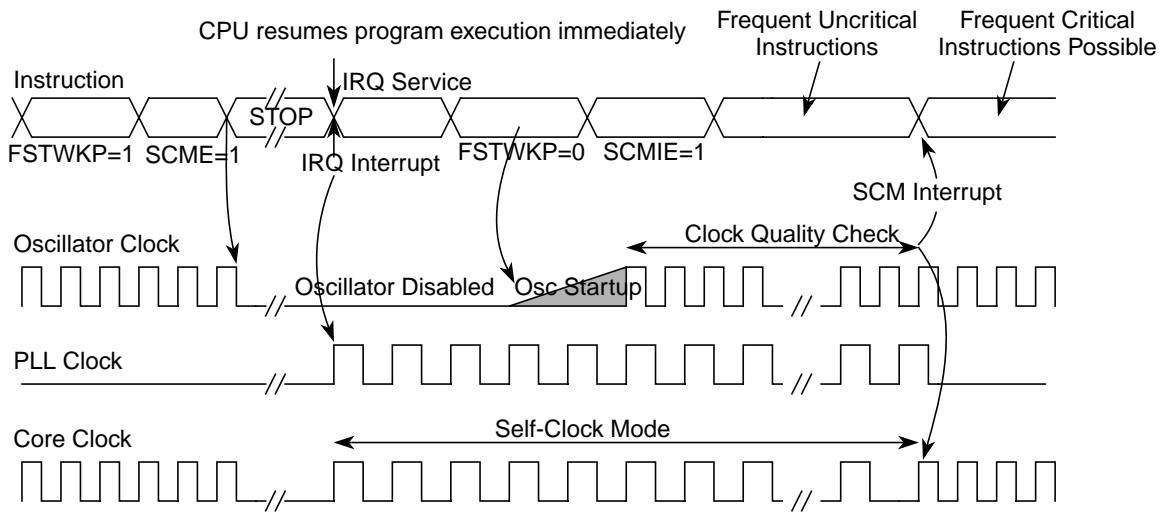 CPU resumes program execution immediately
Frequent Uncritical
Instructions
Frequent Critical
Instructions Possible
Instruction
IRQ Service
STOP
FSTWKP=1
SCME=1
IRQ Interrupt
FSTWKP=0
SCMIE=1
SCM Interrupt
Oscillator Clock
Clock Quality Check
Oscillator Disabled
Osc Startup
PLL Clock
Core Clock
Self-Clock Mode